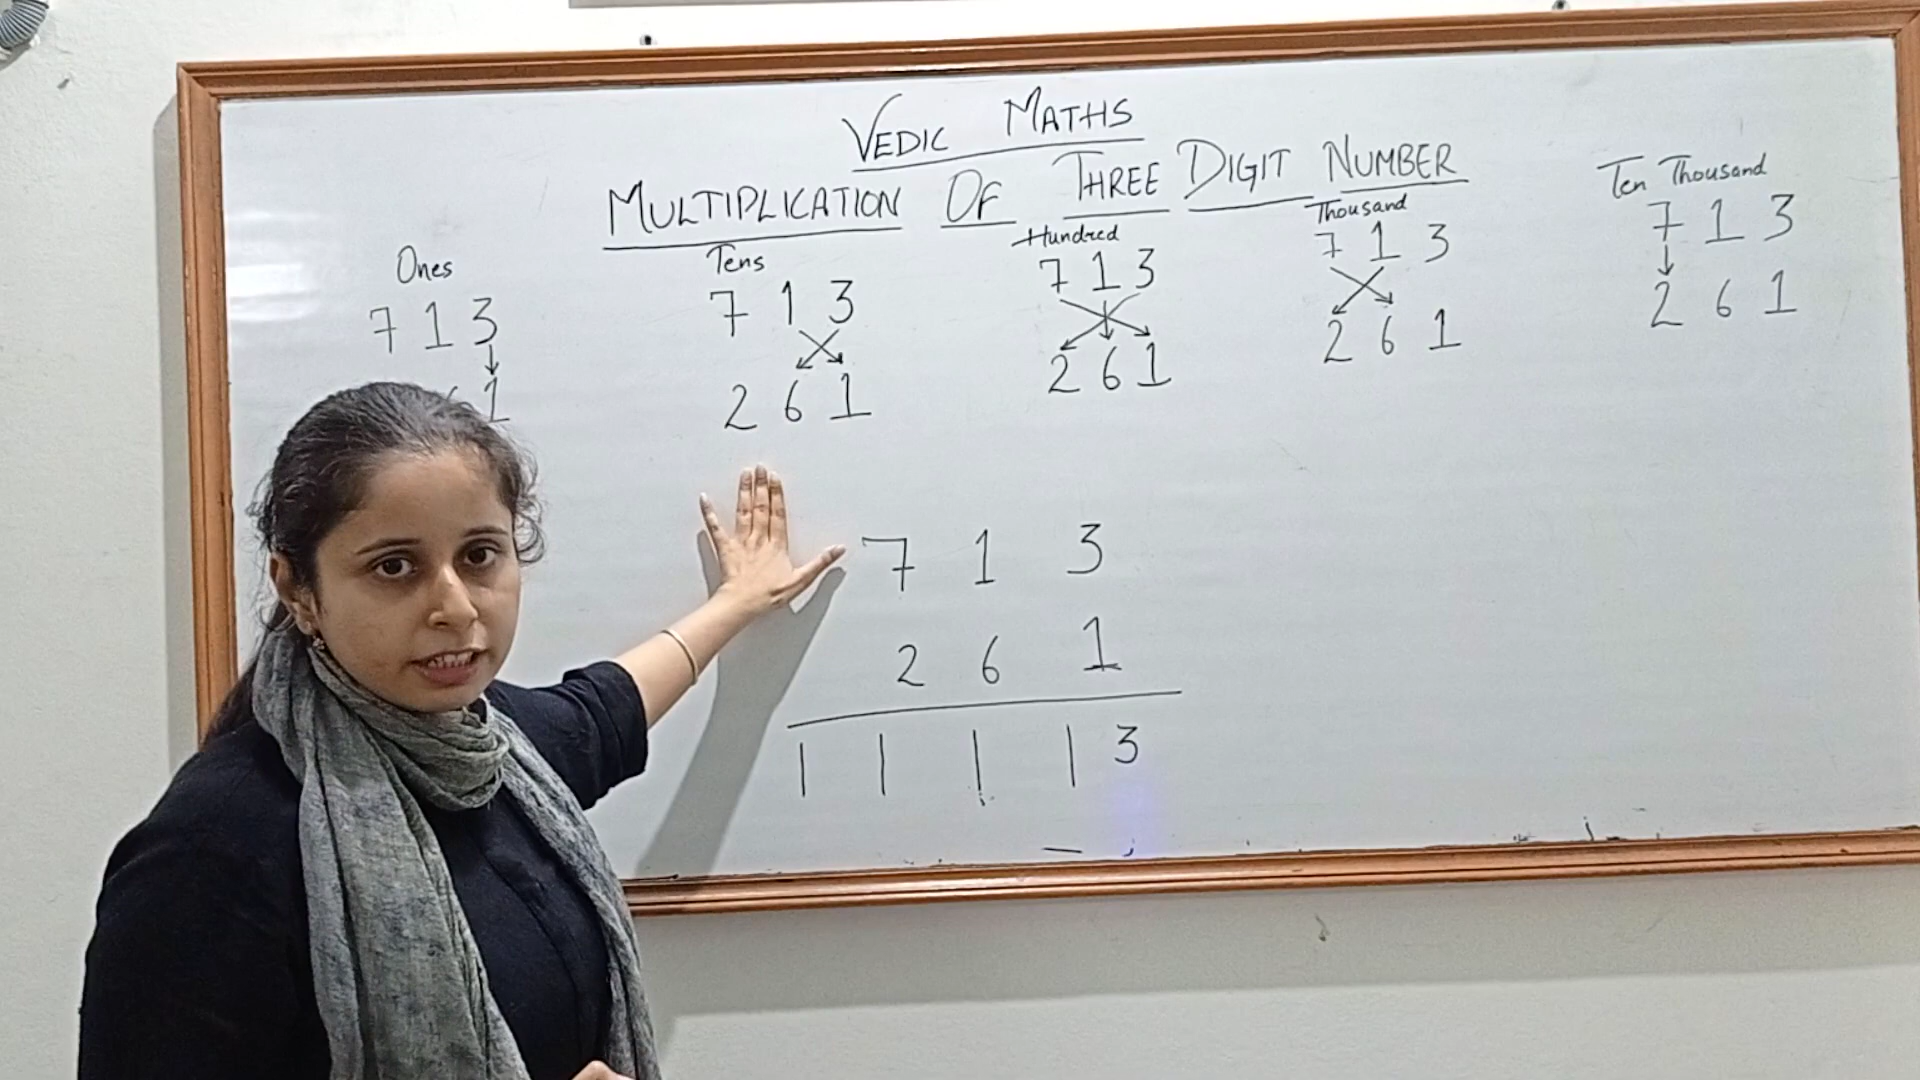 VEDIC MATHS
MULTIPLICATION OF THREE DIGIT NUMBER
Ones
7 1 3
6 1
Tens
7 1 3
2 6 1
Hundred
7 1 3
2 6 1
Thousand
7 1 3
2 6 1
Ten Thousand
7 1 3
2 6 1
7 1 3
2 6 1
| | | | 3